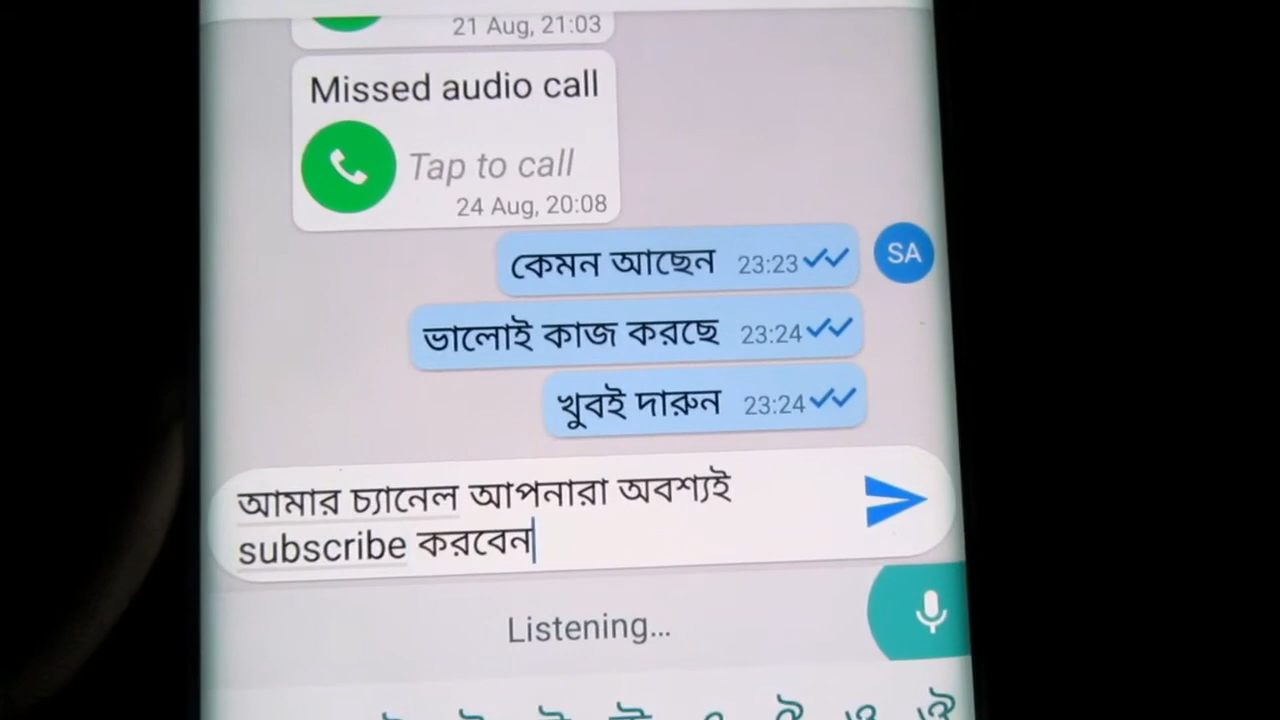 21 Aug, 21:03
Missed audio call
Tap to call
24 Aug, 20:08
কেমন আছেন 23:23
SA
ভালোই কাজ করছে 23:24
খুবই দারুন 23:24
আমার চ্যানেল আপনারা অবশ্যই
subscribe করবেন
Listening...